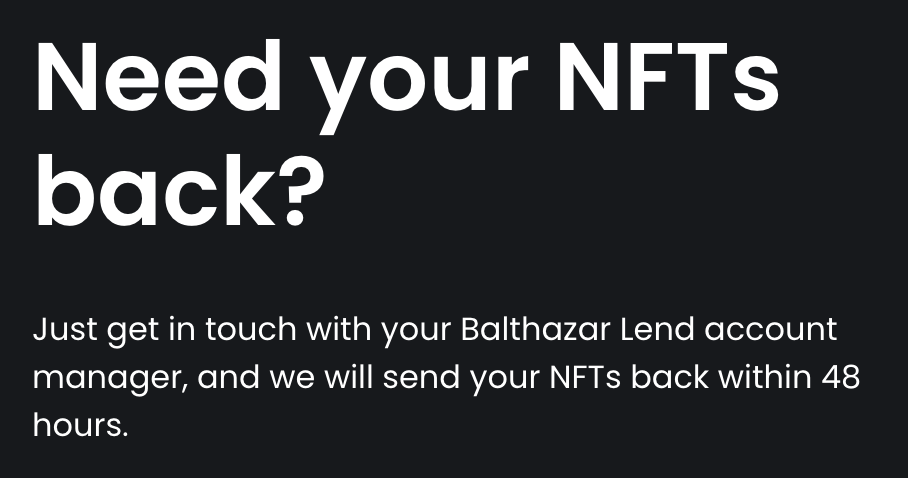 Need your NFTs
back?
Just get in touch with your Balthazar Lend account
manager, and we will send your NFTs back within 48
hours.